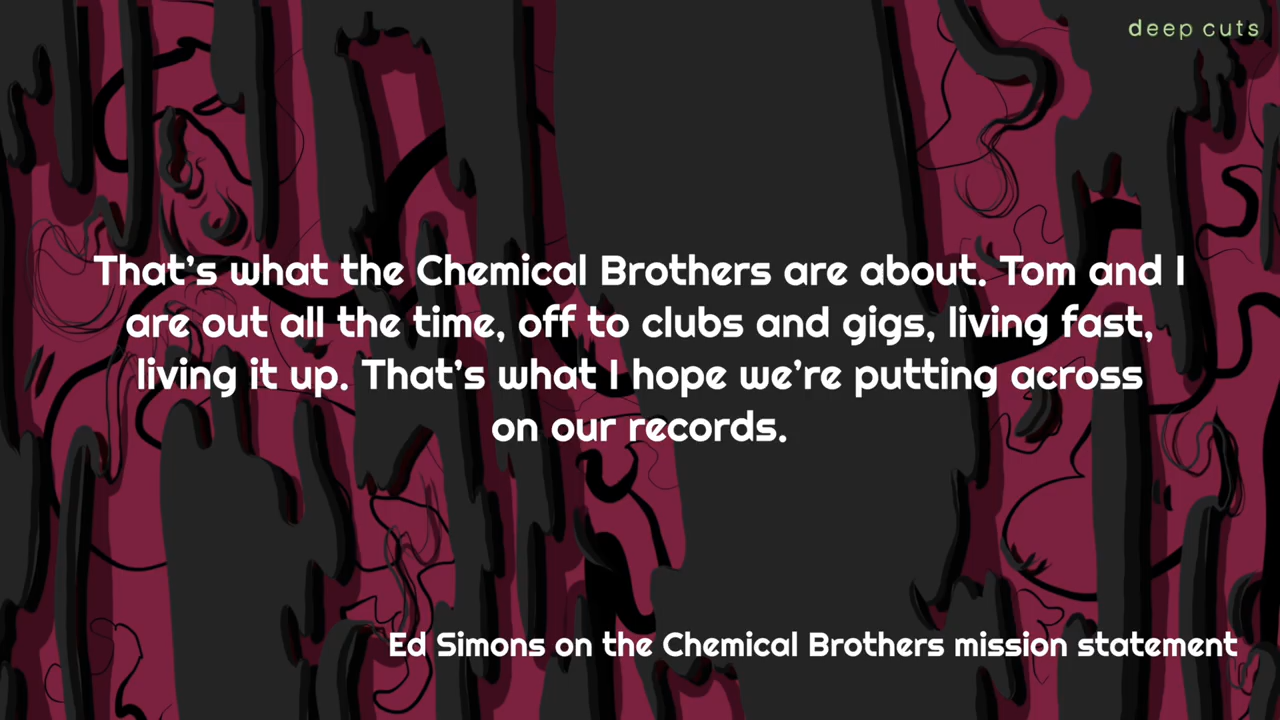 deep cuts
That's what the Chemical Brothers are about. Tom and I
are out all the time, off to clubs and gigs, living fast,
living it up. That's what I hope we're putting across
on our records.
Ed Simons on the Chemical Brothers mission statement